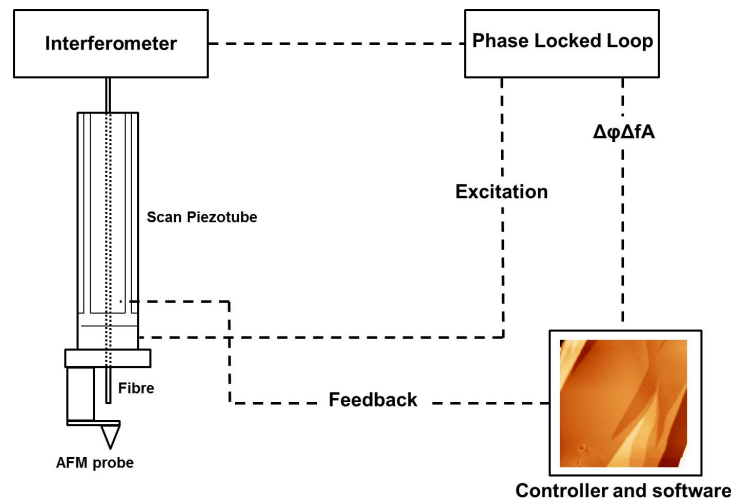 Interferometer
Phase Locked Loop
ΔφΔfA
Excitation
Scan Piezotube
Fibre
Feedback
AFM probe
Controller and software